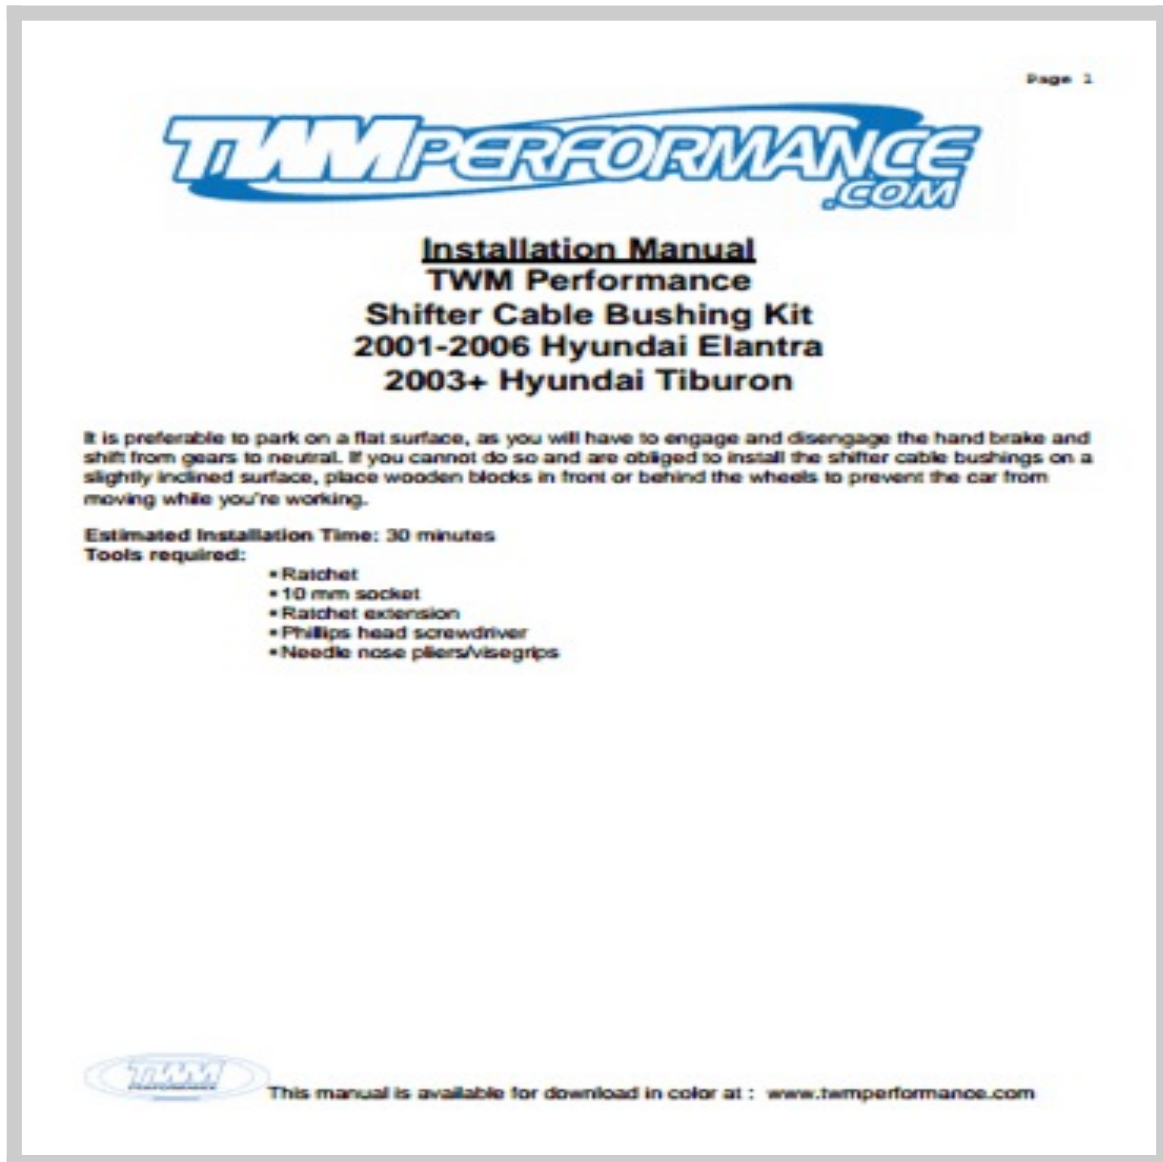 Page 1
TWMPERFORMANCE
.COM
Installation Manual
TWM Performance
Shifter Cable Bushing Kit
2001-2006 Hyundai Elantra
2003+ Hyundai Tiburon
It is preferable to park on a flat surface, as you will have to engage and disengage the hand brake and
shift from gears to neutral. If you cannot do so and are obliged to install the shifter cable bushings on a
slightly inclined surface, place wooden blocks in front or behind the wheels to prevent the car from
moving while you're working.
Estimated Installation Time: 30 minutes
Tools required:
•Ratchet
•10 mm socket
•Ratchet extension
•Phillips head screwdriver
•Needle nose pliers/visegrips
TWM
PERFORMANCE
This manual is available for download in color at : www.twmperformance.com